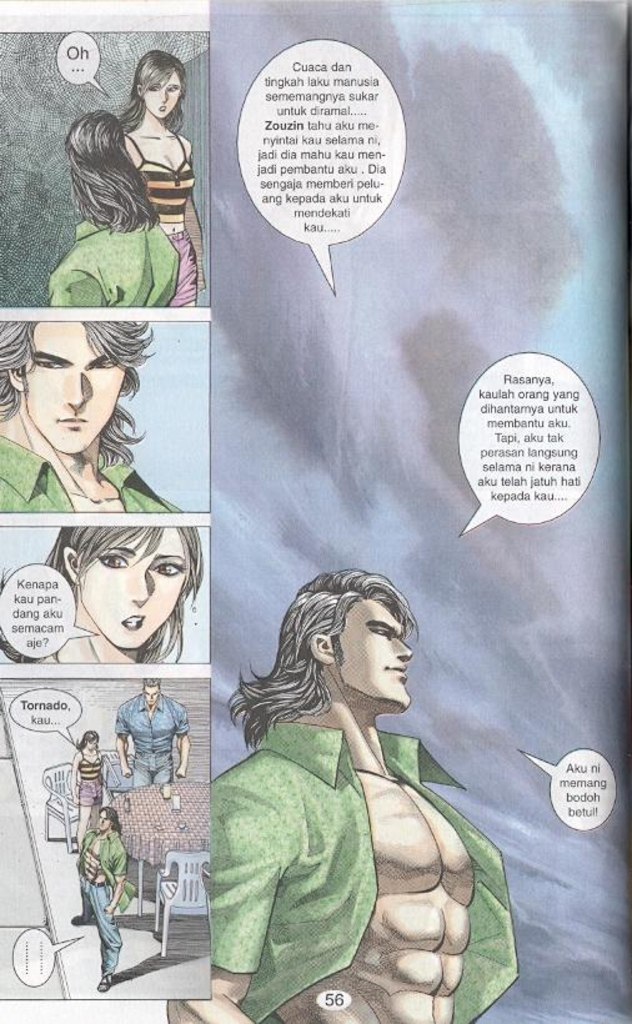 Oh
...
Kenapa
kau pan-
dang aku
semacam
aje?
Tornado,
kau...
........
........
Cuaca dan
tingkah laku manusia
sememangnya sukar
untuk diramal.....
Zouzin tahu aku me-
nyintai kau selama ni,
jadi dia mahu kau men-
jadi pembantu aku . Dia
sengaja memberi pelu-
ang kepada aku untuk
mendekati
kau.....
Rasanya,
kaulah orang yang
dihantarnya untuk
membantu aku.
Tapi, aku tak
perasan langsung
selama ni kerana
aku telah jatuh hati
kepada kau....
Aku ni
memang
bodoh
betul!
56